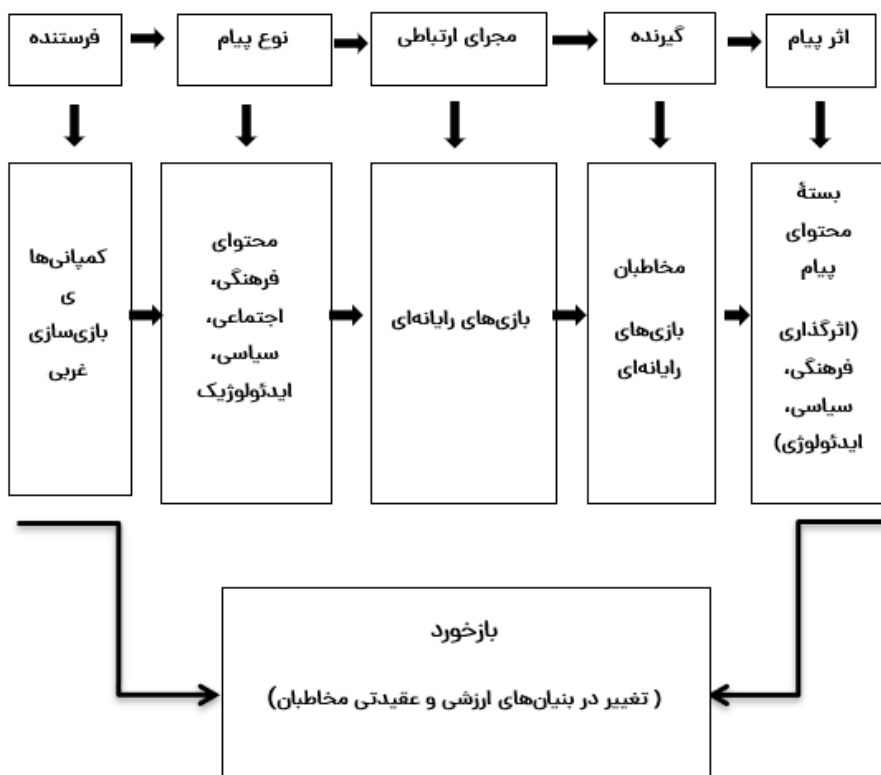 فرستنده
نوع پیام
مجرای ارتباطی
گیرنده
اثر پیام
کمپانی‌ها
ی
بازی‌سازی
غربی
محتوای
فرهنگی،
اجتماعی،
سیاسی،
ایدئولوژیک
بازی‌های رایانه‌ای
مخاطبان
بازی‌های
رایانه‌ای
بستهٔ
محتوای
پیام
(اثرگذاری
فرهنگی،
سیاسی،
ایدئولوژی)
بازخورد
( تغییر در بنیان‌های ارزشی و عقیدتی مخاطبان)